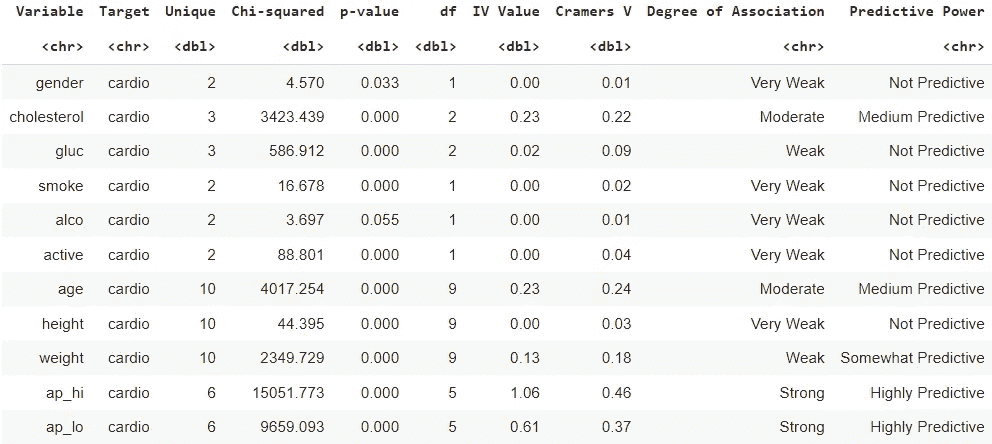 Variable Target Unique Chi-squared p-value df IV Value Cramers V Degree of Association Predictive Power
<chr> <chr> <dbl> <dbl> <dbl> <dbl> <dbl> <dbl> <chr> <chr>
gender cardio 2 4.570 0.033 1 0.00 0.01 Very Weak Not Predictive
cholesterol cardio 3 3423.439 0.000 2 0.23 0.22 Moderate Medium Predictive
gluc cardio 3 586.912 0.000 2 0.02 0.09 Weak Not Predictive
smoke cardio 2 16.678 0.000 1 0.00 0.02 Very Weak Not Predictive
alco cardio 2 3.697 0.055 1 0.00 0.01 Very Weak Not Predictive
active cardio 2 88.801 0.000 1 0.00 0.04 Very Weak Not Predictive
age cardio 10 4017.254 0.000 9 0.23 0.24 Moderate Medium Predictive
height cardio 10 44.395 0.000 9 0.00 0.03 Very Weak Not Predictive
weight cardio 10 2349.729 0.000 9 0.13 0.18 Weak Somewhat Predictive
ap_hi cardio 6 15051.773 0.000 5 1.06 0.46 Strong Highly Predictive
ap_lo cardio 6 9659.093 0.000 5 0.61 0.37 Strong Highly Predictive